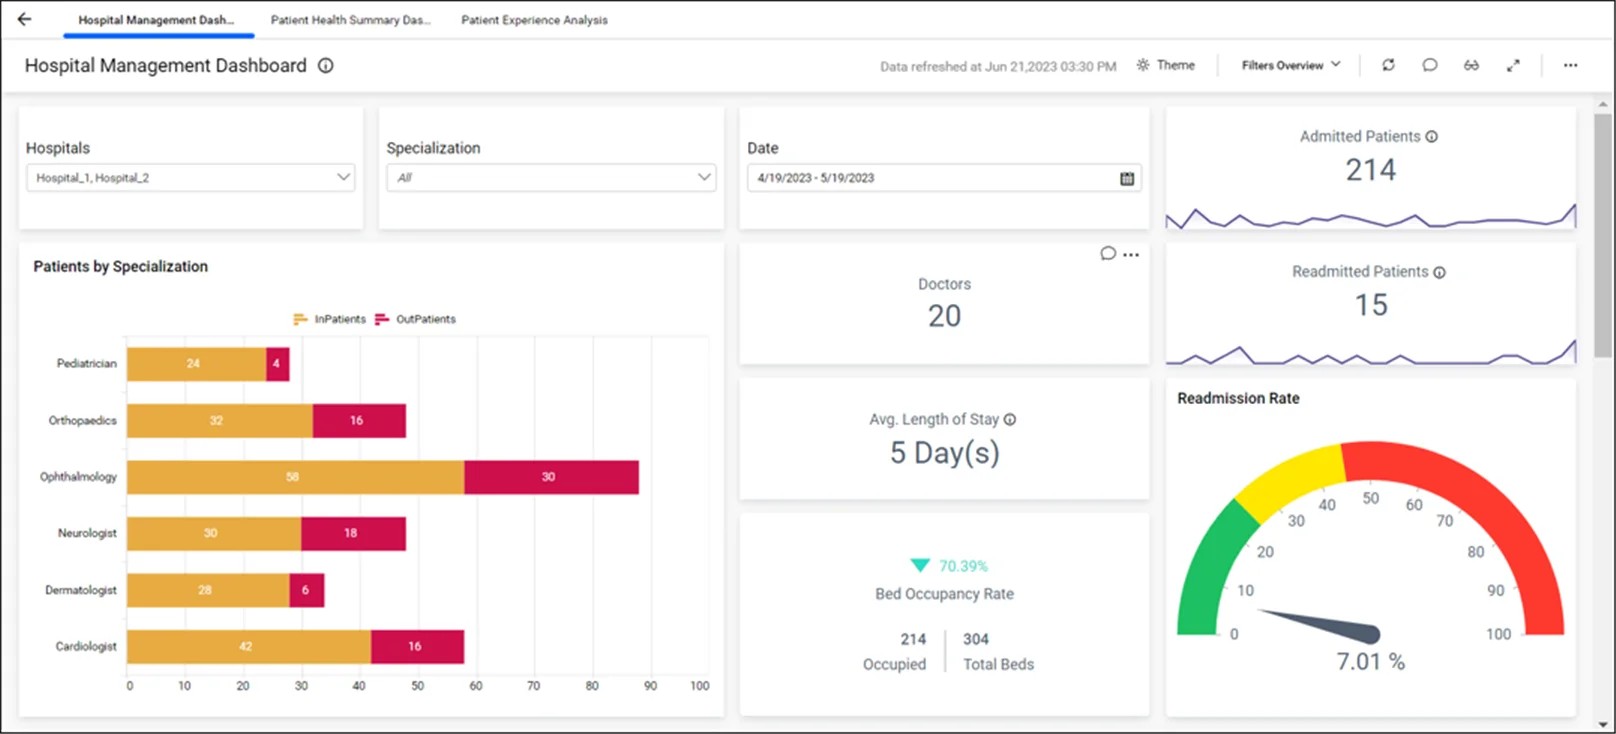 Hospital Management Dash...
Patient Health Summary Das...
Patient Experience Analysis
Hospital Management Dashboard
Data refreshed at Jun 21,2023 03:30 PM
Theme
Filters Overview
Hospitals
Hospital_1, Hospital_2
Specialization
All
Date
4/19/2023 - 5/19/2023
Admitted Patients
214
Patients by Specialization
InPatients OutPatients
Pediatrician 24 4
Orthopaedics 32 16
Ophthalmology 58 30
Neurologist 30 18
Dermatologist 28 6
Cardiologist 42 16
0 10 20 30 40 50 60 70 80 90 100
Doctors
20
Avg. Length of Stay
5 Day(s)
70.39%
Bed Occupancy Rate
214 304
Occupied Total Beds
Readmitted Patients
15
Readmission Rate
0 10 20 30 40 50 60 70 80 90 100
7.01 %